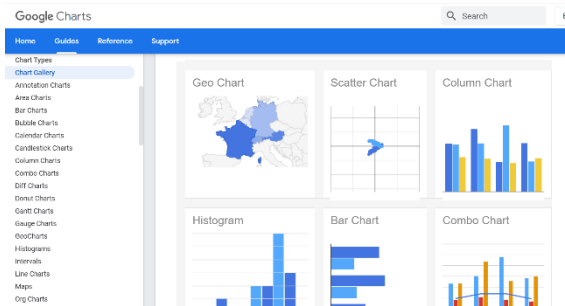 Google Charts
Search
Home Guides Reference Support
Chart Types
Chart Gallery
Annotation Charts
Area Charts
Bar Charts
Bubble Charts
Calendar Charts
Candlestick Charts
Column Charts
Combo Charts
Diff Charts
Donut Charts
Gantt Charts
Gauge Charts
GeoCharts
Histograms
Intervals
Line Charts
Maps
Org Charts
Geo Chart
Scatter Chart
Column Chart
Histogram
Bar Chart
Combo Chart